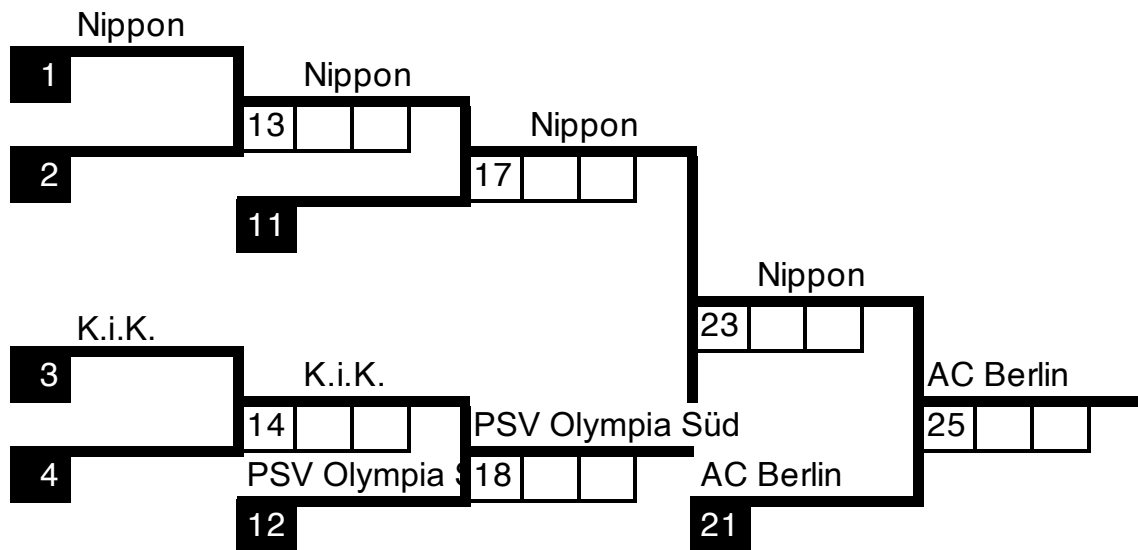 Nippon
1
Nippon
13
Nippon
2
17
11
Nippon
23
K.i.K.
3
K.i.K.
AC Berlin
14
PSV Olympia Süd
25
4
PSV Olympia
18
AC Berlin
12
21